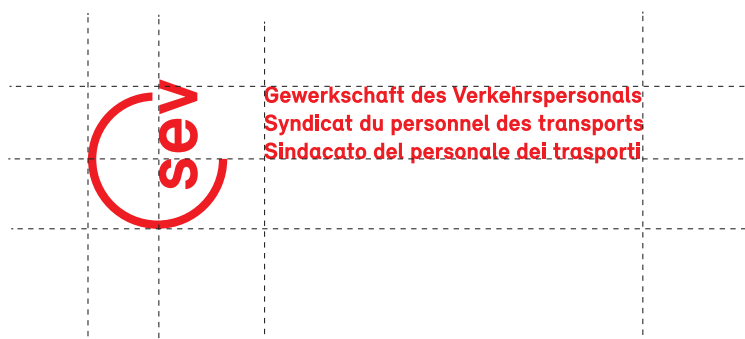 sev
Gewerkschaft des Verkehrspersonals
Syndicat du personnel des transports
Sindacato del personale dei trasporti